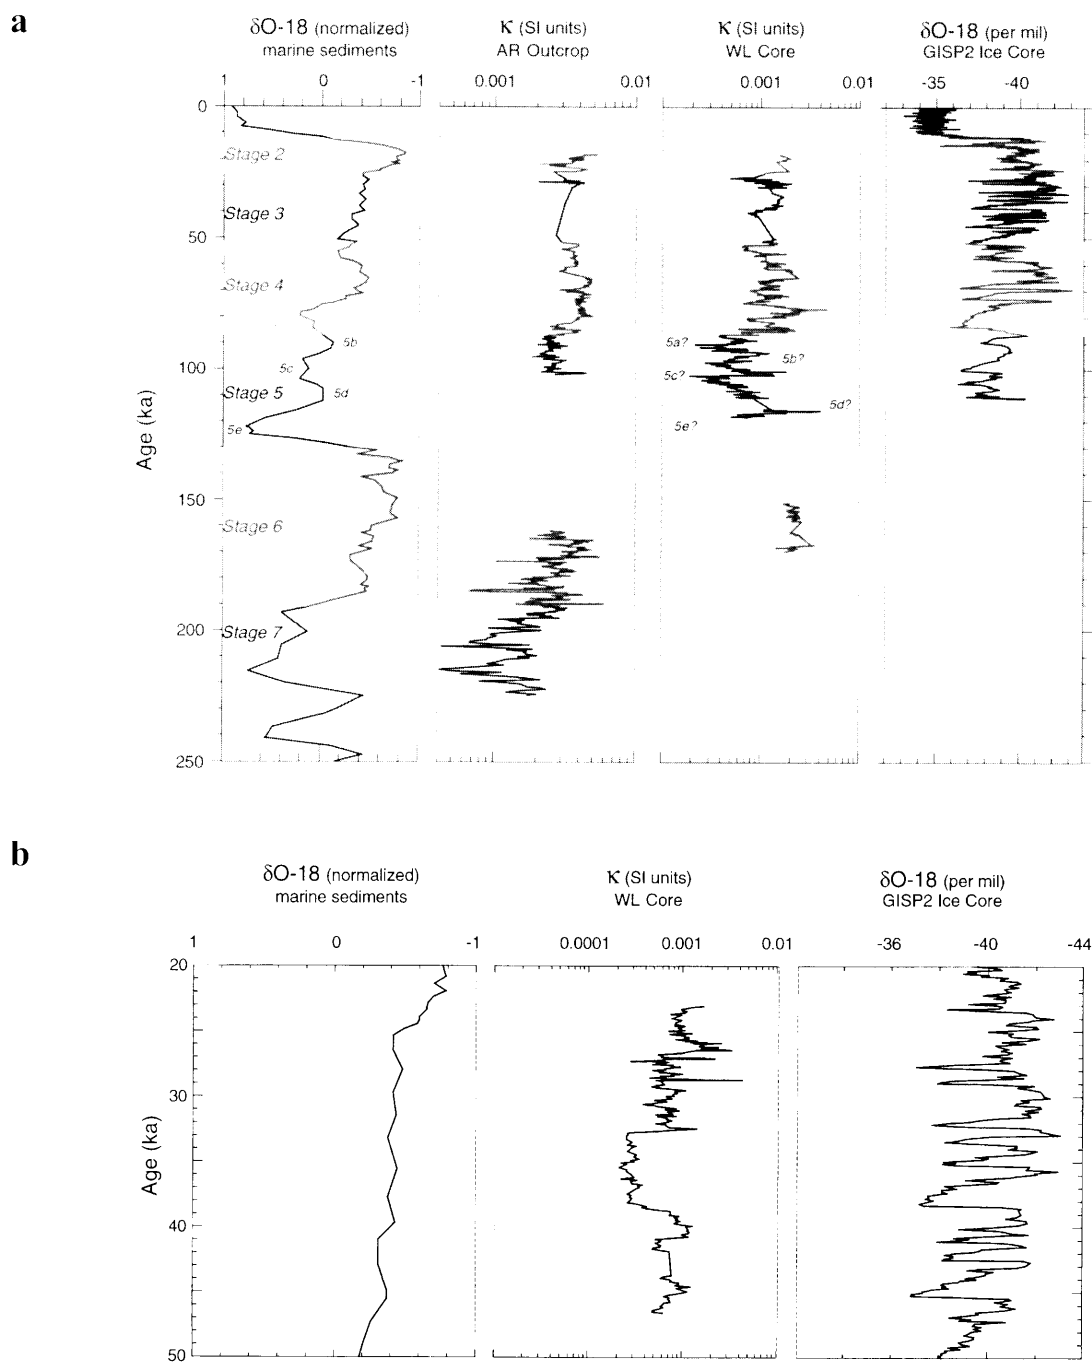 a
δO-18 (normalized)
marine sediments
κ (SI units)
AR Outcrop
κ (SI units)
WL Core
δO-18 (per mil)
GISP2 Ice Core
1 0 -1
0.001 0.01
0.001 0.01
-35 -40
0
50
100
150
200
250
Age (ka)
Stage 2
Stage 3
Stage 4
5b
5c
Stage 5
5d
5e
Stage 6
Stage 7
5a?
5b?
5c?
5d?
5e?
b
δO-18 (normalized)
marine sediments
κ (SI units)
WL Core
δO-18 (per mil)
GISP2 Ice Core
1 0 -1
0.0001 0.001 0.01
-36 -40 -44
20
30
40
50
Age (ka)